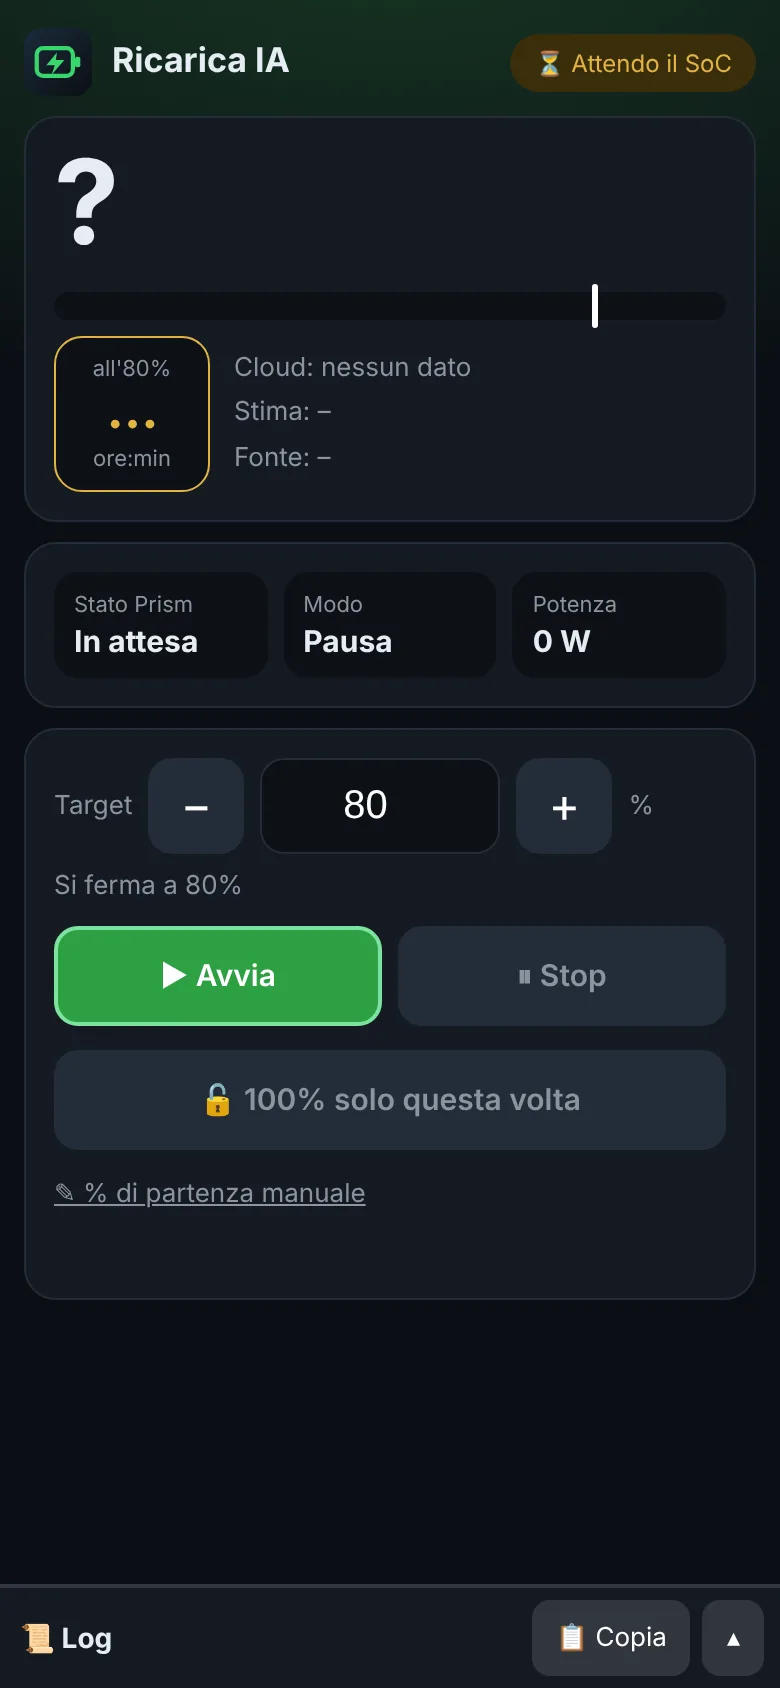 Ricarica IA
⏳ Attendo il SoC
?
all'80%
...
ore:min
Cloud: nessun dato
Stima: –
Fonte: –
Stato Prism
In attesa
Modo
Pausa
Potenza
0 W
Target − 80 + %
Si ferma a 80%
▶ Avvia
⏸ Stop
🔓 100% solo questa volta
✎ % di partenza manuale
📜 Log
📋 Copia
▲